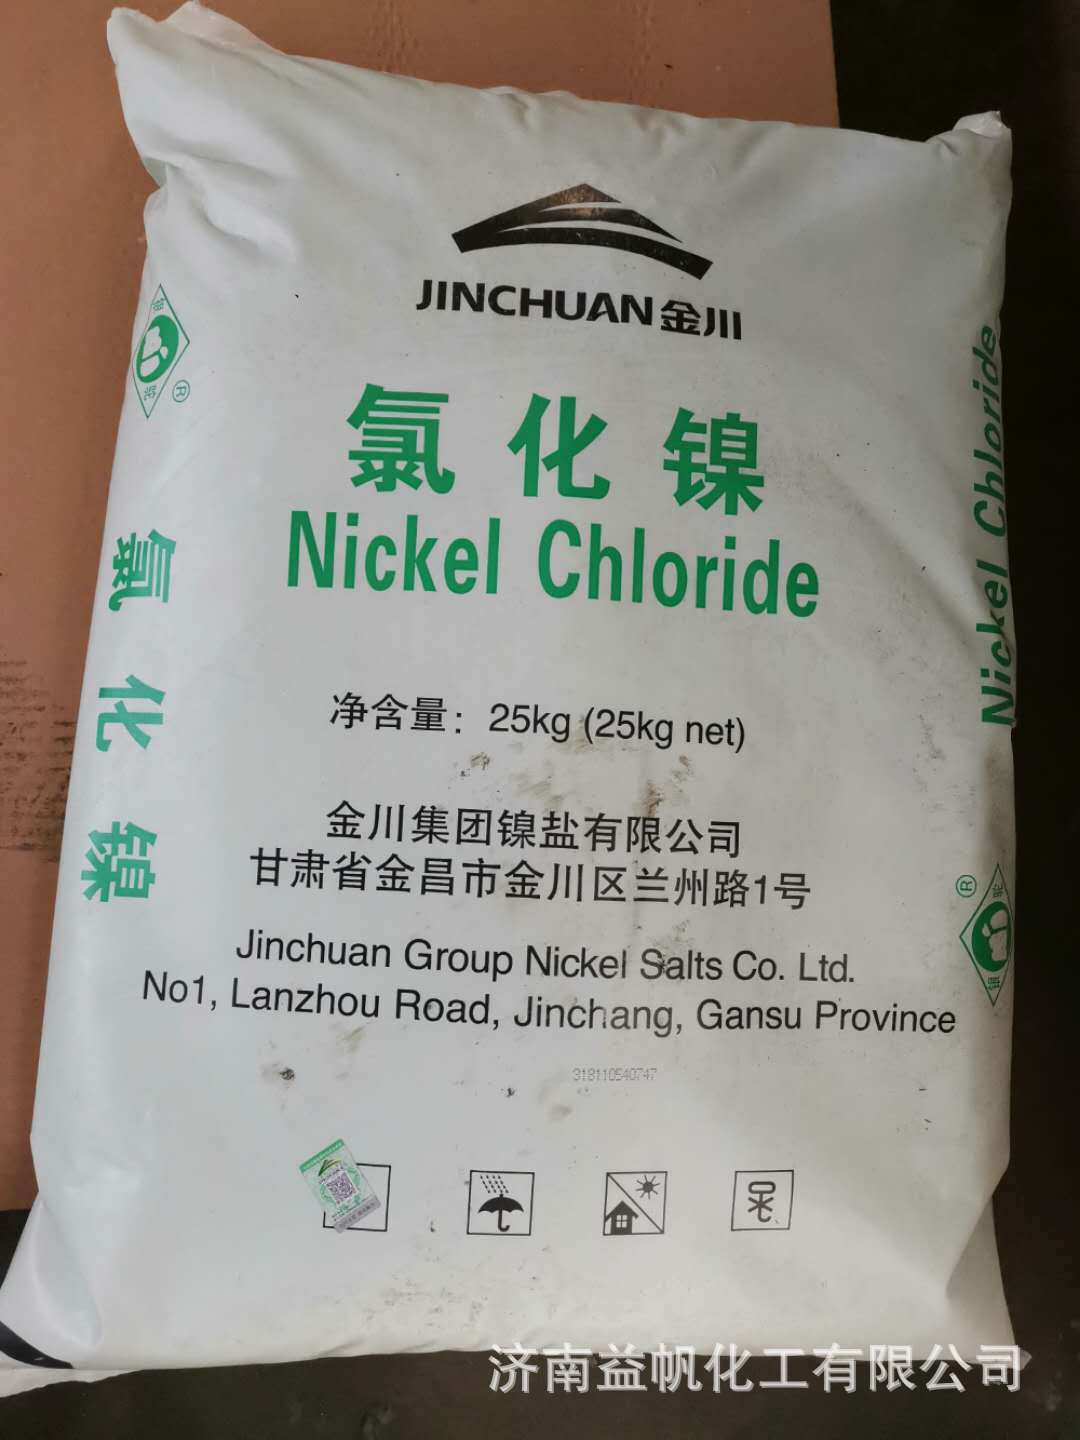 JINCHUAN金川
氯化镍
Nickel Chloride
净含量：25kg (25kg net)
金川集团镍盐有限公司
甘肃省金昌市金川区兰州路1号
Jinchuan Group Nickel Salts Co. Ltd.
No1, Lanzhou Road, Jinchang, Gansu Province
318110540747
氯化镍
®
Nickel Chloride
®
济南益帆化工有限公司